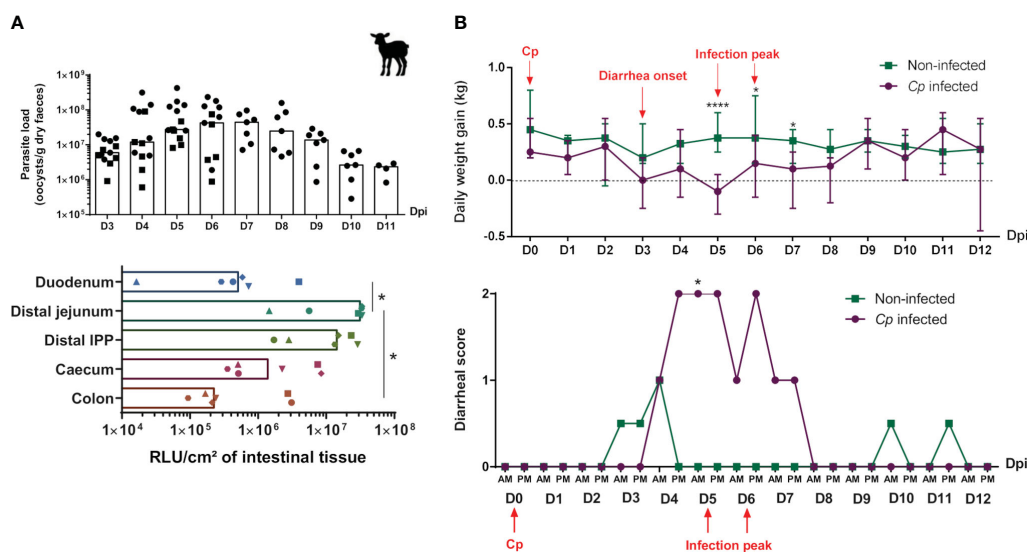 A
Parasite load
(oocysts/g dry faeces)
1×10⁹
1×10⁸
1×10⁷
1×10⁶
1×10⁵
D3 D4 D5 D6 D7 D8 D9 D10 D11
Dpi
Duodenum
Distal jejunum
Distal IPP
Caecum
Colon
*
*
1×10⁴ 1×10⁵ 1×10⁶ 1×10⁷ 1×10⁸
RLU/cm² of intestinal tissue
B
Cp
Diarrhea onset
Infection peak
Non-infected
Cp infected
****
*
*
Daily weight gain (kg)
1.0
0.5
0.0
-0.5
D0 D1 D2 D3 D4 D5 D6 D7 D8 D9 D10 D11 D12
Dpi
Non-infected
Cp infected
*
Diarrheal score
2
1
0
AM PM AM PM AM PM AM PM AM PM AM PM AM PM AM PM AM PM AM PM AM PM AM PM AM PM
Dpi
D0 D1 D2 D3 D4 D5 D6 D7 D8 D9 D10 D11 D12
Cp
Infection peak